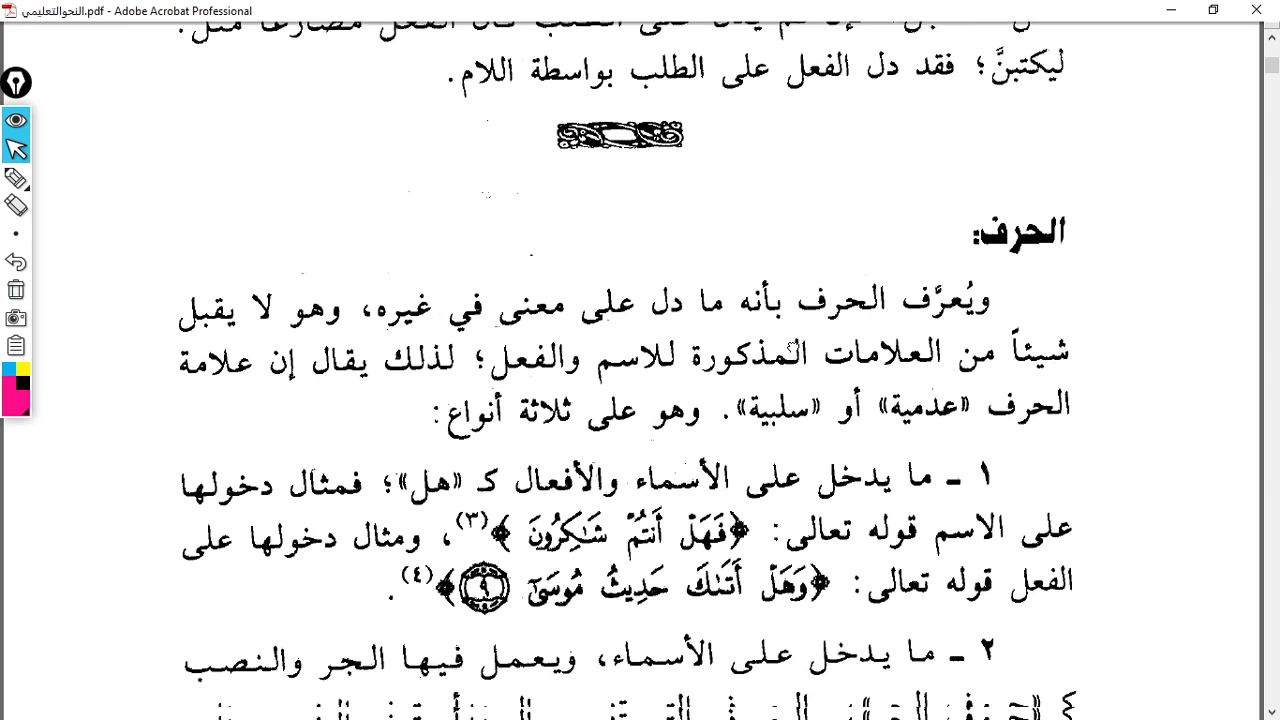 النحوالتعليمي.pdf - Adobe Acrobat Professional
ليكتبنَّ؛ فقد دل الفعل على الطلب بواسطة اللام.
الحرف:
ويُعرَّف الحرف بأنه ما دل على معنى في غيره، وهو لا يقبل
شيئاً من العلامات المذكورة للاسم والفعل؛ لذلك يقال إن علامة
الحرف «عدمية» أو «سلبية». وهو على ثلاثة أنواع:
١ ـ ما يدخل على الأسماء والأفعال كـ «هل»؛ فمثال دخولها
على الاسم قوله تعالى: ﴿فَهَلْ أَنتُمْ شَٰكِرُونَ﴾(٣)، ومثال دخولها على
الفعل قوله تعالى: ﴿وَهَلْ أَتَىٰكَ حَدِيثُ مُوسَىٰٓ ٩﴾(٤).
٢ ـ ما يدخل على الأسماء، ويعمل فيها الجر والنصب